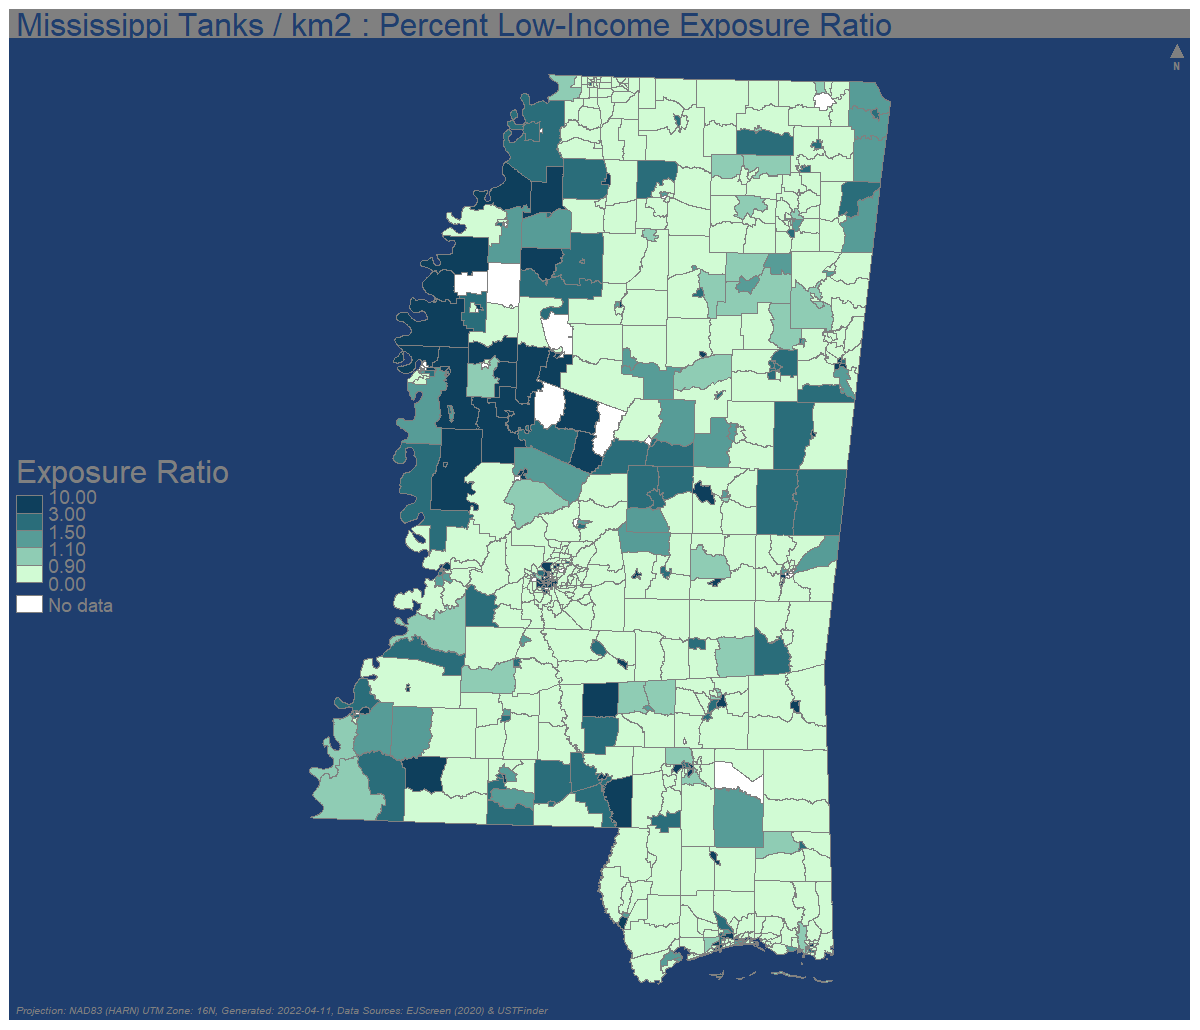 Mississippi Tanks / km2 : Percent Low-Income Exposure Ratio
N
Exposure Ratio
10.00
3.00
1.50
1.10
0.90
0.00
No data
Projection: NAD83 (HARN) UTM Zone: 16N, Generated: 2022-04-11, Data Sources: EJScreen (2020) & USTFinder